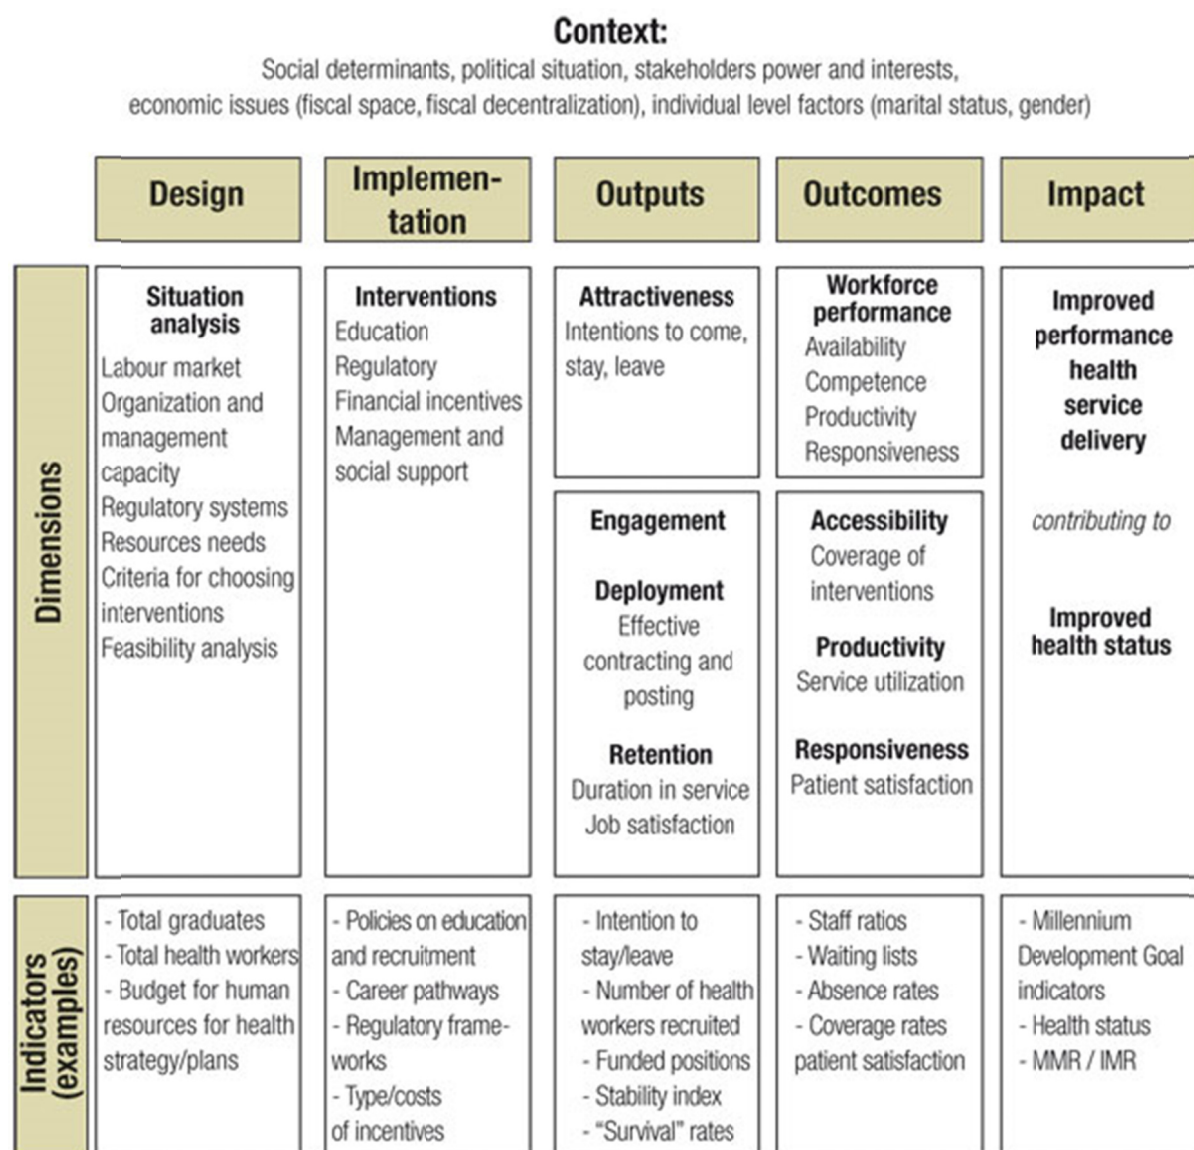 Context:
Social determinants, political situation, stakeholders power and interests,
economic issues (fiscal space, fiscal decentralization), individual level factors (marital status, gender)
Design
Implemen-
tation
Outputs
Outcomes
Impact
Dimensions
Situation
analysis
Labour market
Organization and
management
capacity
Regulatory systems
Resources needs
Criteria for choosing
interventions
Feasibility analysis
Interventions
Education
Regulatory
Financial incentives
Management and
social support
Attractiveness
Intentions to come,
stay, leave
Engagement
Deployment
Effective
contracting and
posting
Retention
Duration in service
Job satisfaction
Workforce
performance
Availability
Competence
Productivity
Responsiveness
Accessibility
Coverage of
interventions
Productivity
Service utilization
Responsiveness
Patient satisfaction
Improved
performance
health
service
delivery
contributing to
Improved
health status
Indicators
(examples)
- Total graduates
- Total health workers
- Budget for human
resources for health
strategy/plans
- Policies on education
and recruitment
- Career pathways
- Regulatory frame-
works
- Type/costs
of incentives
- Intention to
stay/leave
- Number of health
workers recruited
- Funded positions
- Stability index
- “Survival” rates
- Staff ratios
- Waiting lists
- Absence rates
- Coverage rates
patient satisfaction
- Millennium
Development Goal
indicators
- Health status
- MMR / IMR